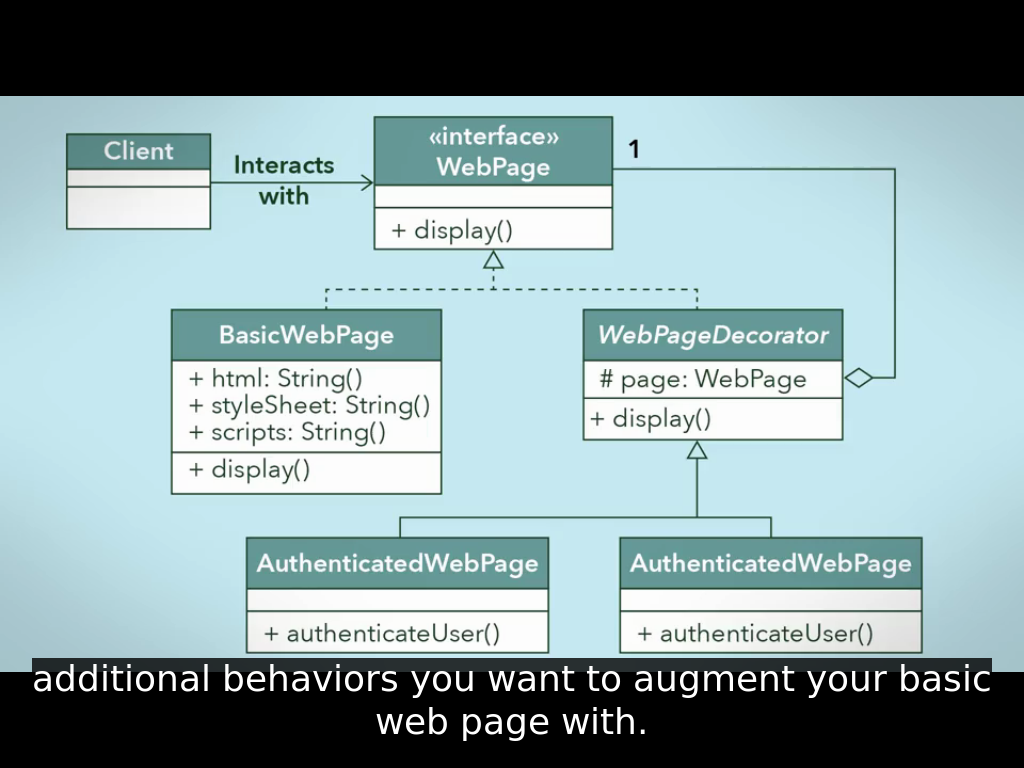 Client
Interacts
with
«interface»
WebPage
+ display()
1
BasicWebPage
+ html: String()
+ styleSheet: String()
+ scripts: String()
+ display()
WebPageDecorator
# page: WebPage
+ display()
AuthenticatedWebPage
+ authenticateUser()
AuthenticatedWebPage
+ authenticateUser()
additional behaviors you want to augment your basic
web page with.